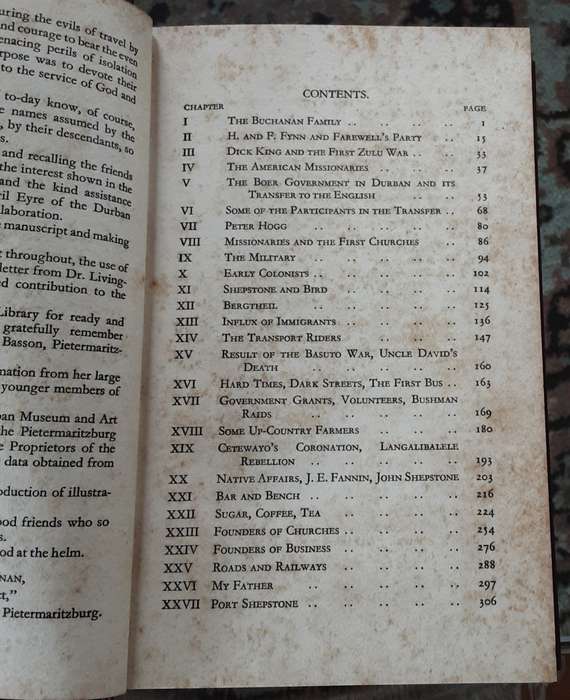 uring the evils of travel by
nd courage to bear the even
enacing perils of isolation
rpose was to devote their
to the service of God and
to-day know, of course,
e names assumed by the
, by their descendants, so
s.
and recalling the friends
the interest shown in the
and the kind assistance
ril Eyre of the Durban
llaboration.
e manuscript and making
t throughout, the use of
letter from Dr. Living-
ed contribution to the
Library for ready and
gratefully remember
Basson, Pietermaritz-
mation from her large
younger members of
ban Museum and Art
the Pietermaritzburg
e Proprietors of the
data obtained from
oduction of illustra-
ood friends who so
s.
od at the helm.
NAN,
ct,”
Pietermaritzburg.
CONTENTS.
CHAPTER PAGE
I The Buchanan Family .. .. .. .. 1
II H. and F. Fynn and Farewell's Party .. .. 15
III Dick King and the First Zulu War .. .. 33
IV The American Missionaries .. .. .. 37
V The Boer Government in Durban and its
Transfer to the English .. .. 53
VI Some of the Participants in the Transfer .. 68
VII Peter Hogg .. .. .. .. .. 80
VIII Missionaries and the First Churches .. 86
IX The Military .. .. .. .. .. 94
X Early Colonists .. .. .. .. .. 102
XI Shepstone and Bird .. .. .. .. 114
XII Bergtheil .. .. .. .. .. 125
XIII Influx of Immigrants .. .. .. .. 136
XIV The Transport Riders .. .. .. 147
XV Result of the Basuto War, Uncle David's
Death .. .. .. .. .. 160
XVI Hard Times, Dark Streets, The First Bus .. 163
XVII Government Grants, Volunteers, Bushman
Raids .. .. .. .. .. 169
XVIII Some Up-Country Farmers .. .. .. 180
XIX Cetewayo's Coronation, Langalibalele
Rebellion .. .. .. .. .. 193
XX Native Affairs, J. E. Fannin, John Shepstone 203
XXI Bar and Bench .. .. .. .. .. 216
XXII Sugar, Coffee, Tea .. .. .. .. 224
XXIII Founders of Churches .. .. .. .. 254
XXIV Founders of Business .. .. .. .. 276
XXV Roads and Railways .. .. .. .. 288
XXVI My Father .. .. .. .. .. 297
XXVII Port Shepstone .. .. .. .. .. 306